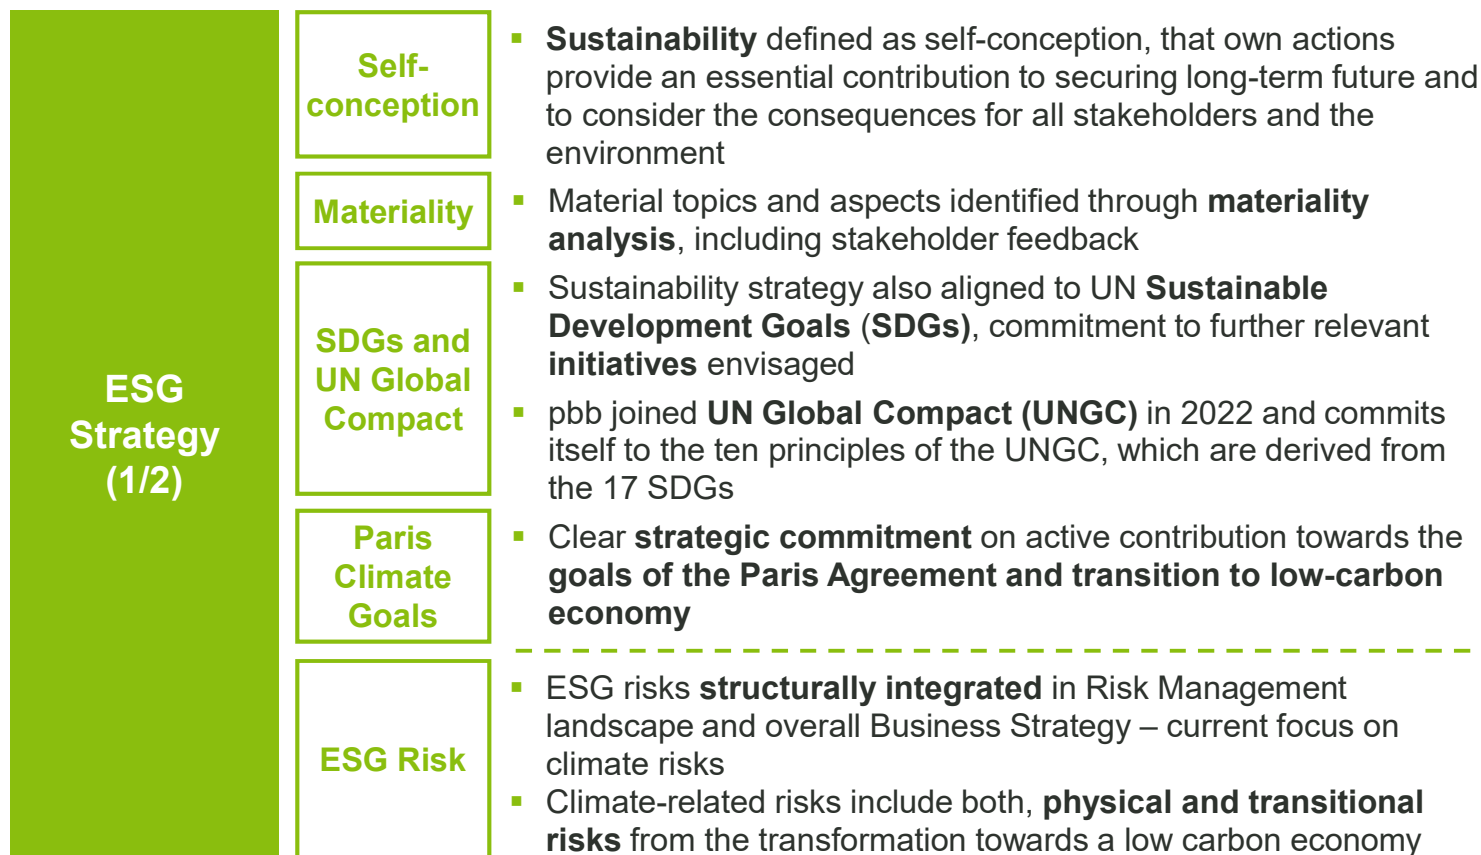 ESG
Strategy
(1/2)
Self-
conception
▪ Sustainability defined as self-conception, that own actions
provide an essential contribution to securing long-term future and
to consider the consequences for all stakeholders and the
environment
Materiality
▪ Material topics and aspects identified through materiality
analysis, including stakeholder feedback
SDGs and
UN Global
Compact
▪ Sustainability strategy also aligned to UN Sustainable
Development Goals (SDGs), commitment to further relevant
initiatives envisaged
▪ pbb joined UN Global Compact (UNGC) in 2022 and commits
itself to the ten principles of the UNGC, which are derived from
the 17 SDGs
Paris
Climate
Goals
▪ Clear strategic commitment on active contribution towards the
goals of the Paris Agreement and transition to low-carbon
economy
ESG Risk
▪ ESG risks structurally integrated in Risk Management
landscape and overall Business Strategy – current focus on
climate risks
▪ Climate-related risks include both, physical and transitional
risks from the transformation towards a low carbon economy